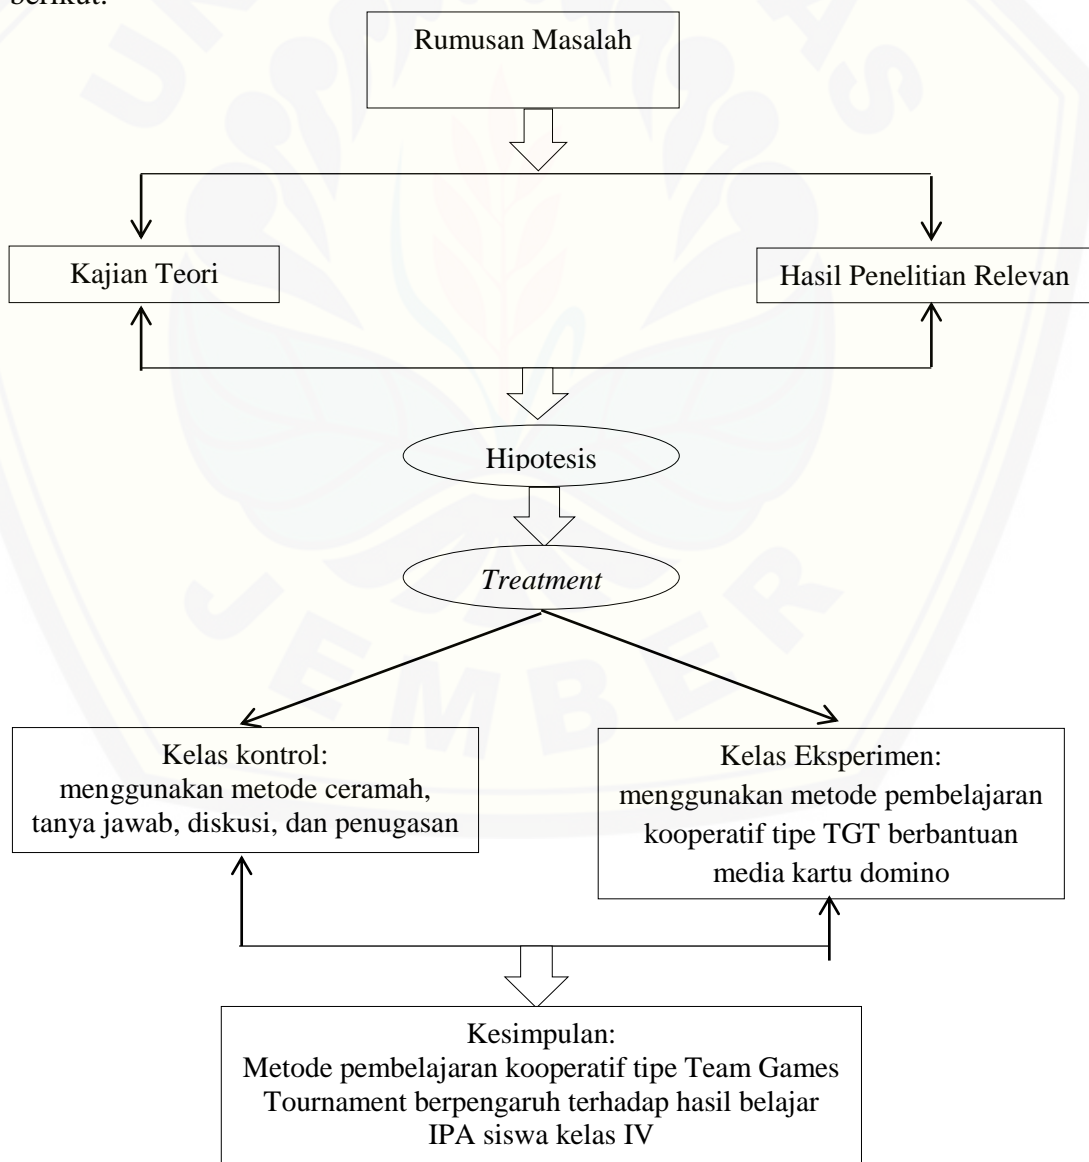 berikut:
Rumusan Masalah
Kajian Teori
Hasil Penelitian Relevan
Hipotesis
Treatment
Kelas kontrol:
menggunakan metode ceramah,
tanya jawab, diskusi, dan penugasan
Kelas Eksperimen:
menggunakan metode pembelajaran
kooperatif tipe TGT berbantuan
media kartu domino
Kesimpulan:
Metode pembelajaran kooperatif tipe Team Games
Tournament berpengaruh terhadap hasil belajar
IPA siswa kelas IV
JEMBER